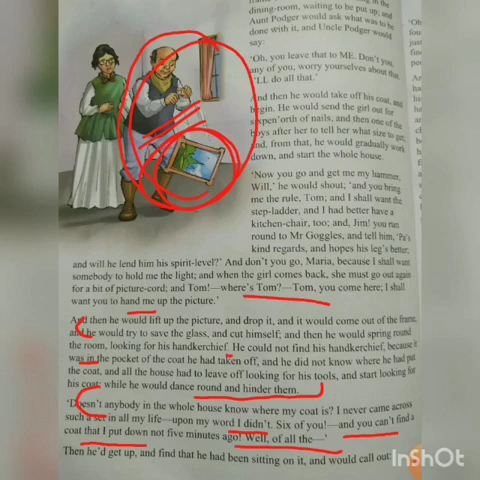 dining-room, waiting to be put up; and
Aunt Podger would ask what was to be
done with it, and Uncle Podger would
say:
'Oh, you leave that to ME. Don't you,
any of you, worry yourselves about that.
I'LL do all that.'
And then he would take off his coat, and
begin. He would send the girl out for
sixpen'orth of nails, and then one of the
boys after her to tell her what size to get;
and, from that, he would gradually work
down, and start the whole house.
'Now you go and get me my hammer,
Will,' he would shout; 'and you bring
me the rule, Tom; and I shall want the
step-ladder, and I had better have a
kitchen-chair, too; and, Jim! you run
round to Mr Goggles, and tell him, 'Pa's
kind regards, and hopes his leg's better;
and will he lend him his spirit-level?' And don't you go, Maria, because I shall want
somebody to hold me the light; and when the girl comes back, she must go out again
for a bit of picture-cord; and Tom!—where's Tom?—Tom, you come here; I shall
want you to hand me up the picture.'
And then he would lift up the picture, and drop it, and it would come out of the frame,
and he would try to save the glass, and cut himself; and then he would spring round
the room, looking for his handkerchief. He could not find his handkerchief, because it
was in the pocket of the coat he had taken off, and he did not know where he had put
the coat, and all the house had to leave off looking for his tools, and start looking for
his coat; while he would dance round and hinder them.
'Doesn't anybody in the whole house know where my coat is? I never came across
such a set in all my life—upon my word I didn't. Six of you!—and you can't find a
coat that I put down not five minutes ago! Well, of all the—'
Then he'd get up, and find that he had been sitting on it, and would call out:
InShOt